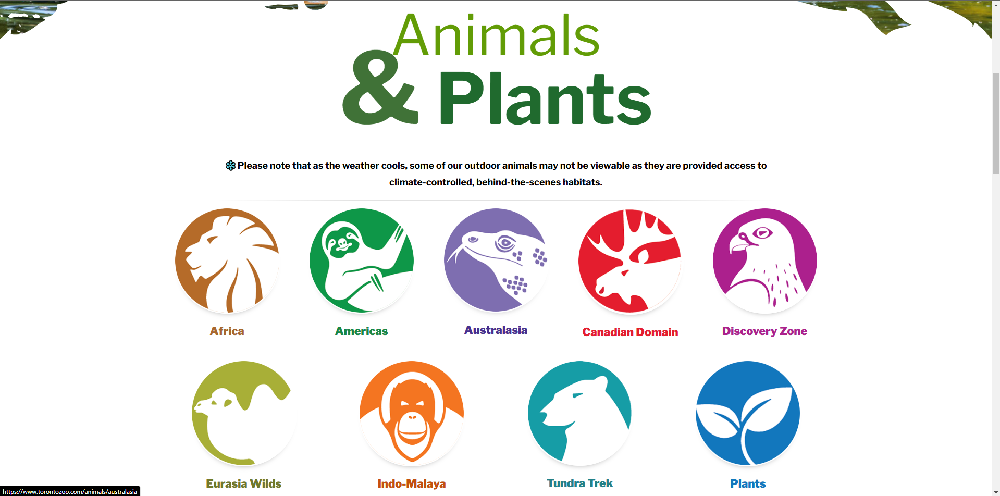 Animals
& Plants
Please note that as the weather cools, some of our outdoor animals may not be viewable as they are provided access to
climate-controlled, behind-the-scenes habitats.
Africa
Americas
Australasia
Canadian Domain
Discovery Zone
Eurasia Wilds
Indo-Malaya
Tundra Trek
Plants
https://www.torontozoo.com/animals/australasia